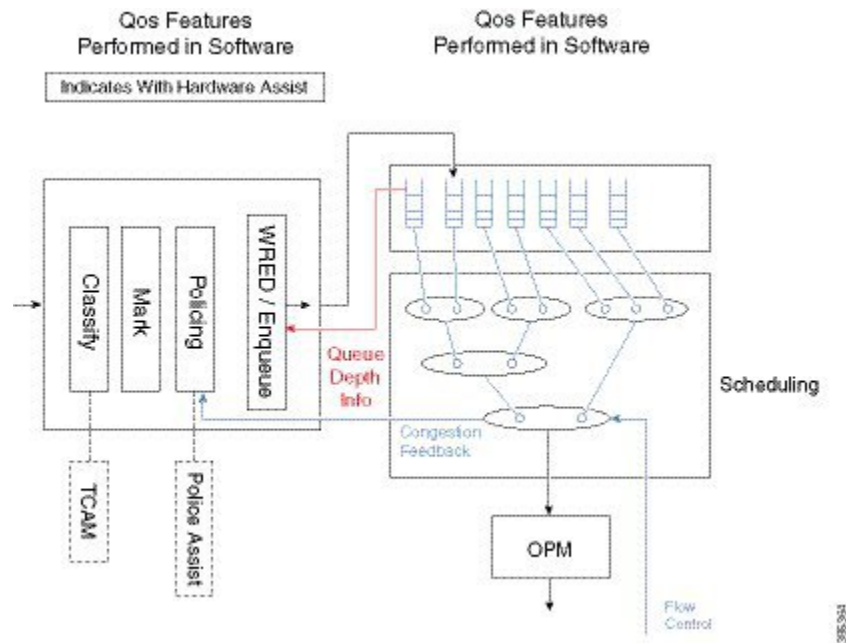 Qos Features
Performed in Software
Qos Features
Performed in Software
Indicates With Hardware Assist
Classify
Mark
Policing
WRED / Enqueue
Queue
Depth
Info
Scheduling
Congestion
Feedback
TCAM
Police Assist
OPM
Flow
Control